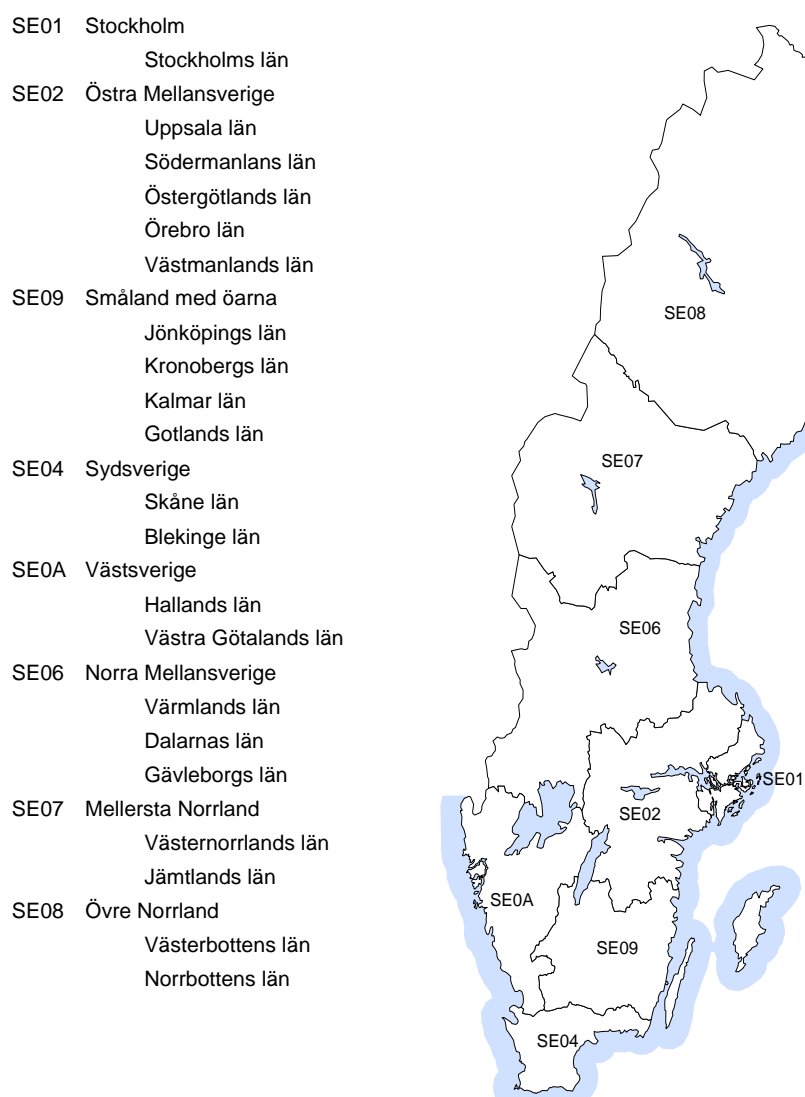 SE01 Stockholm
Stockholms län
SE02 Östra Mellansverige
Uppsala län
Södermanlans län
Östergötlands län
Örebro län
Västmanlands län
SE09 Småland med öarna
Jönköpings län
Kronobergs län
Kalmar län
Gotlands län
SE04 Sydsverige
Skåne län
Blekinge län
SE0A Västsverige
Hallands län
Västra Götalands län
SE06 Norra Mellansverige
Värmlands län
Dalarnas län
Gävleborgs län
SE07 Mellersta Norrland
Västernorrlands län
Jämtlands län
SE08 Övre Norrland
Västerbottens län
Norrbottens län
SE08
SE07
SE06
SE01
SE02
SE0A
SE09
SE04